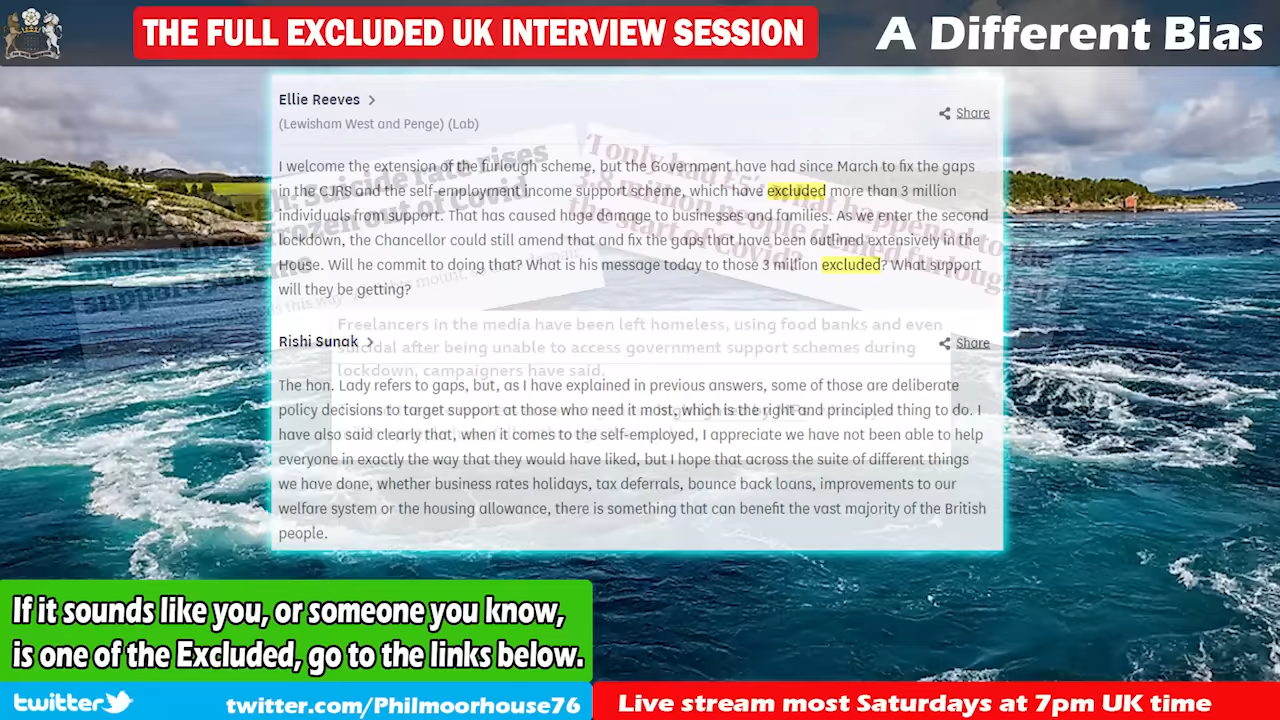 THE FULL EXCLUDED UK INTERVIEW SESSION
A Different Bias
Ellie Reeves >
Share
(Lewisham West and Penge) (Lab)
I welcome the extension of the furlough scheme, but the Government have had since March to fix the gaps
in the CJRS and the self-employment income support scheme, which have excluded more than 3 million
individuals from support. That has caused huge damage to businesses and families. As we enter the second
lockdown, the Chancellor could still amend that and fix the gaps that have been outlined extensively in the
House. Will he commit to doing that? What is his message today to those 3 million excluded? What support
will they be getting?
Freelancers in the media have been left homeless, using food banks and even
suicidal after being unable to access government support schemes during
lockdown, campaigners have said.
Rishi Sunak >
Share
The hon. Lady refers to gaps, but, as I have explained in previous answers, some of those are deliberate
policy decisions to target support at those who need it most, which is the right and principled thing to do. I
have also said clearly that, when it comes to the self-employed, I appreciate we have not been able to help
everyone in exactly the way that they would have liked, but I hope that across the suite of different things
we have done, whether business rates holidays, tax deferrals, bounce back loans, improvements to our
welfare system or the housing allowance, there is something that can benefit the vast majority of the British
people.
If it sounds like you, or someone you know,
is one of the Excluded, go to the links below.
twitter
twitter.com/Philmoorhouse76
Live stream most Saturdays at 7pm UK time